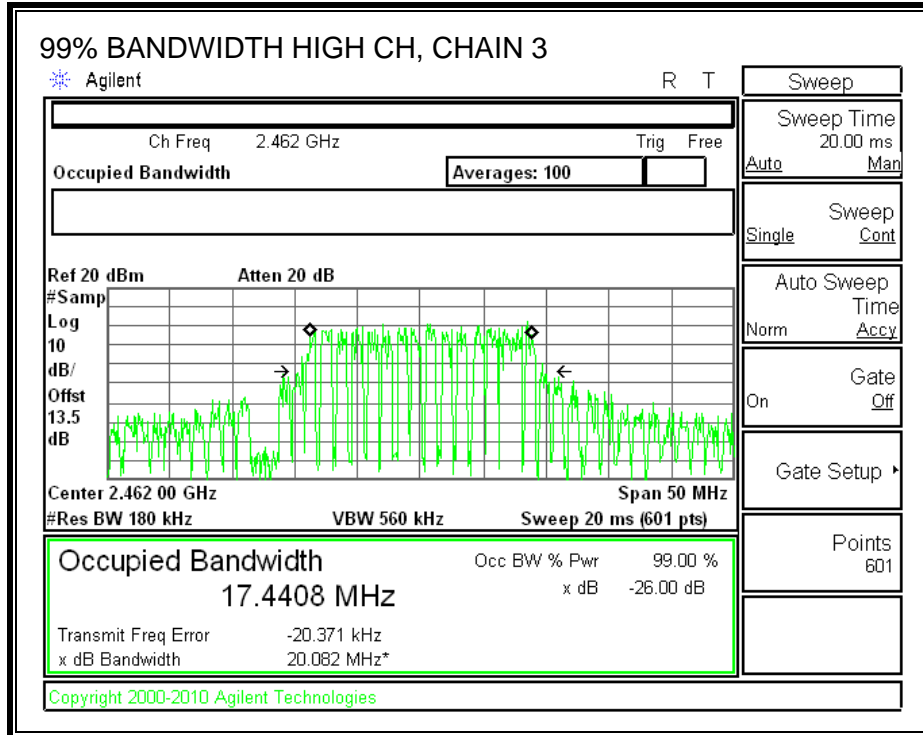 99% BANDWIDTH HIGH CH, CHAIN 3
Agilent R T
Ch Freq 2.462 GHz Trig Free
Occupied Bandwidth Averages: 100
Ref 20 dBm Atten 20 dB
#Samp
Log
10
dB/
Offst
13.5
dB
Center 2.462 00 GHz Span 50 MHz
#Res BW 180 kHz VBW 560 kHz Sweep 20 ms (601 pts)
Occupied Bandwidth Occ BW % Pwr 99.00 %
17.4408 MHz x dB -26.00 dB
Transmit Freq Error -20.371 kHz
x dB Bandwidth 20.082 MHz*
Copyright 2000-2010 Agilent Technologies
Sweep
Sweep Time
20.00 ms
Auto Man
Sweep
Single Cont
Auto Sweep
Time
Norm Accy
Gate
On Off
Gate Setup
Points
601